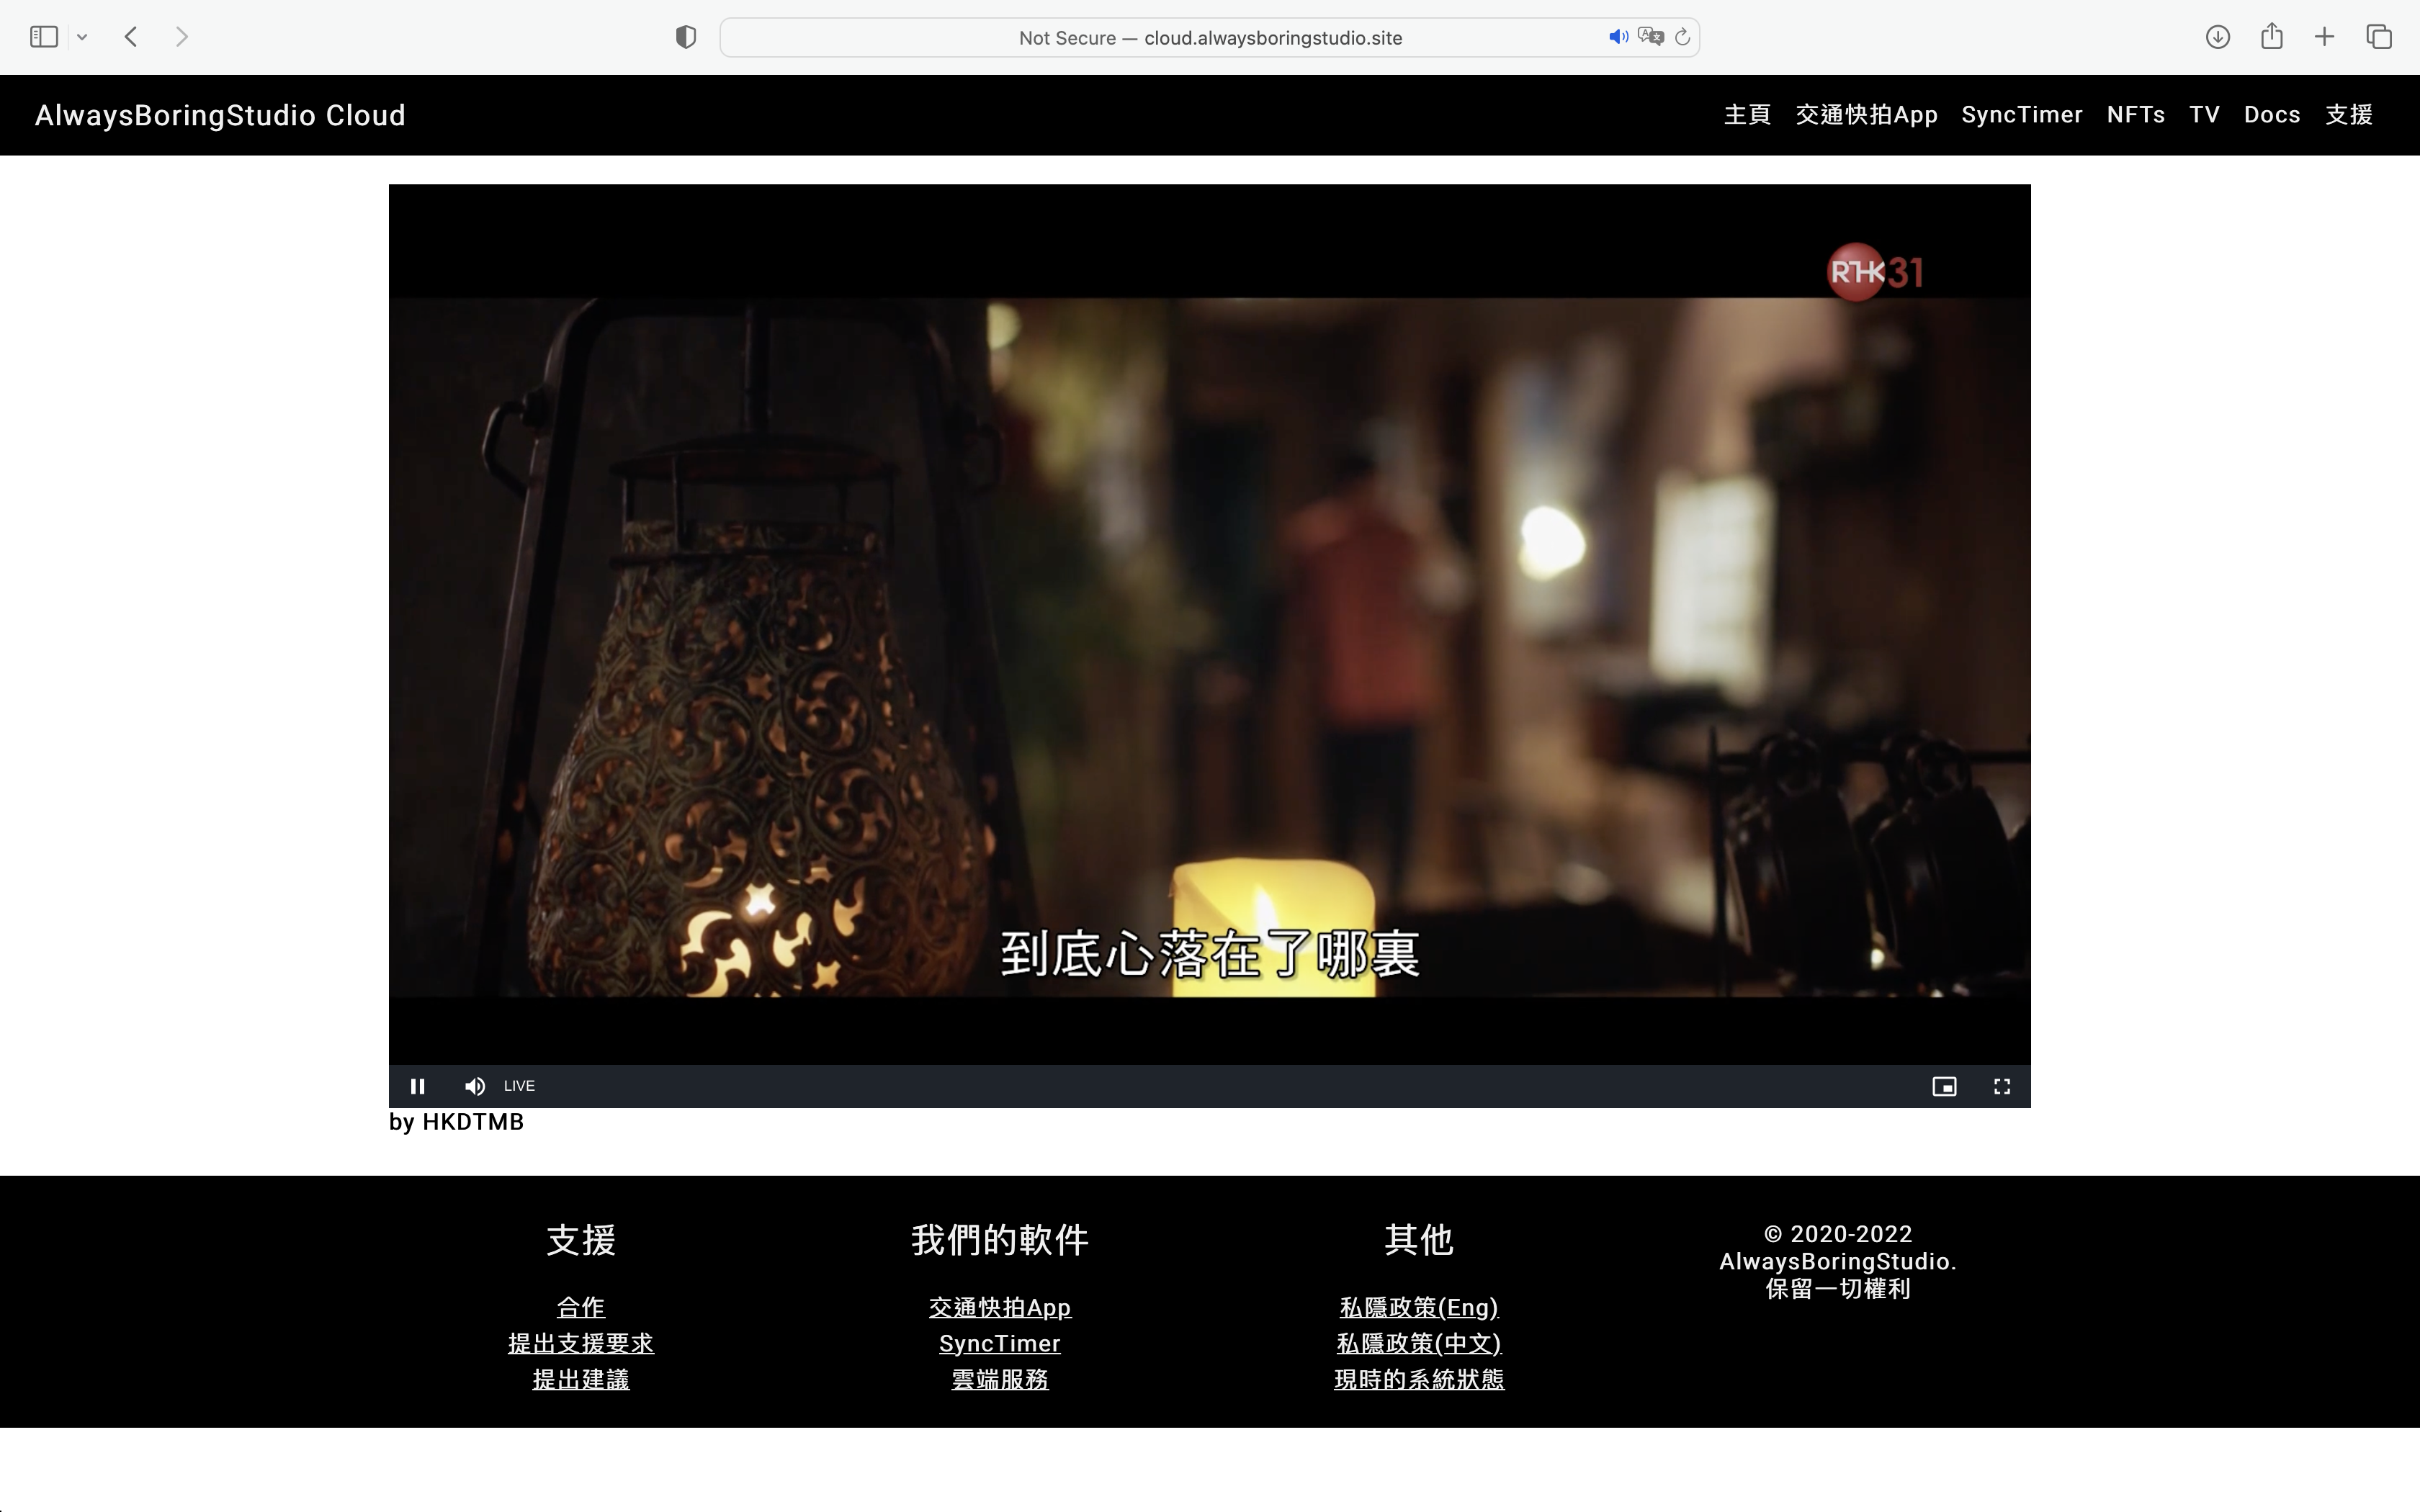 Not Secure — cloud.alwaysboringstudio.site
AlwaysBoringStudio Cloud
主頁 交通快拍App SyncTimer NFTs TV Docs 支援
RTHK 31
到底心落在了哪裏
LIVE
by HKDTMB
支援
合作
提出支援要求
提出建議
我們的軟件
交通快拍App
SyncTimer
雲端服務
其他
私隱政策(Eng)
私隱政策(中文)
現時的系統狀態
© 2020-2022
AlwaysBoringStudio.
保留一切權利